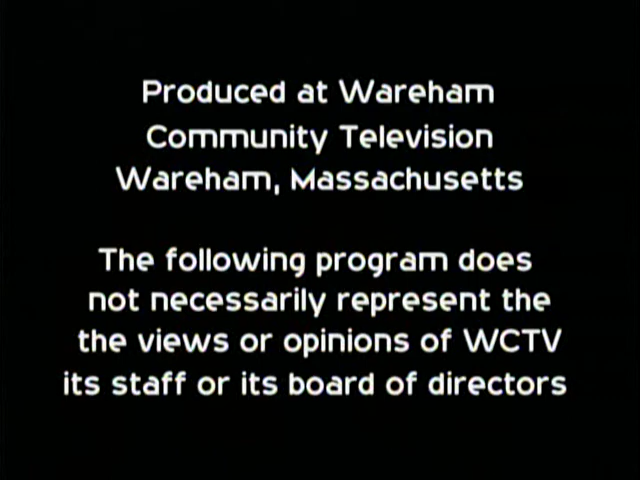 Produced at Wareham
Community Television
Wareham, Massachusetts
The following program does
not necessarily represent the
the views or opinions of WCTV
its staff or its board of directors